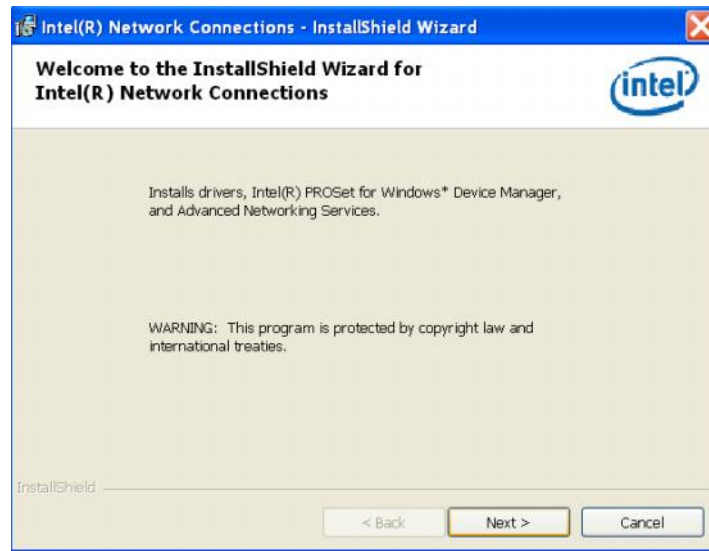 Intel(R) Network Connections - InstallShield Wizard
Welcome to the InstallShield Wizard for
Intel(R) Network Connections
intel
Installs drivers, Intel(R) PROSet for Windows* Device Manager,
and Advanced Networking Services.
WARNING: This program is protected by copyright law and
international treaties.
InstallShield
< Back
Next >
Cancel